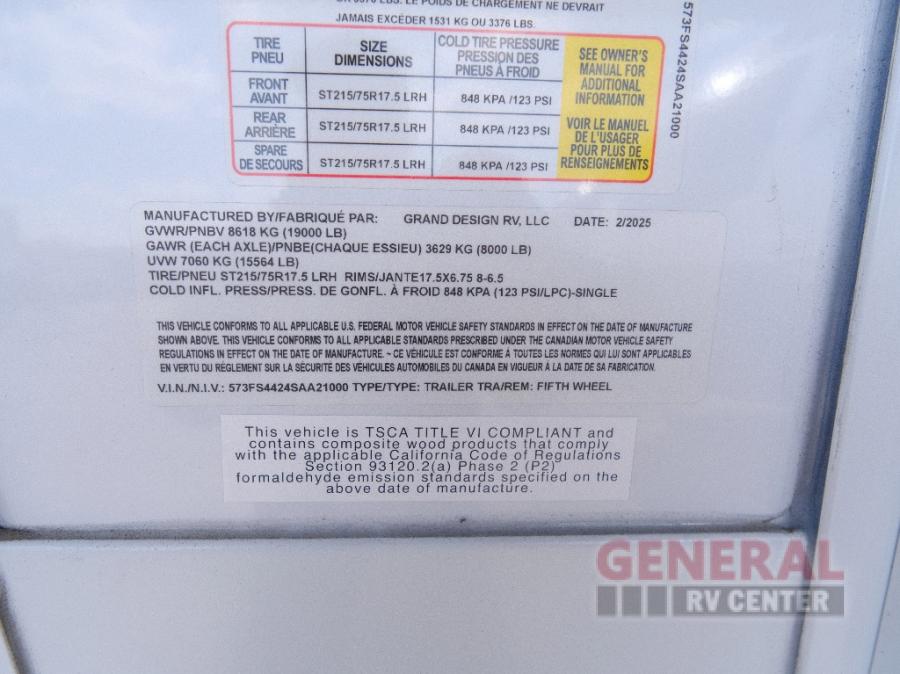 OR 3376 LBS. LE POIDS DE CHARGEMENT NE DEVRAIT
JAMAIS EXCÉDER 1531 KG OU 3376 LBS.
TIRE PNEU SIZE DIMENSIONS COLD TIRE PRESSURE PRESSION DES PNEUS À FROID
FRONT AVANT ST215/75R17.5 LRH 848 KPA /123 PSI
REAR ARRIÈRE ST215/75R17.5 LRH 848 KPA /123 PSI
SPARE DE SECOURS ST215/75R17.5 LRH 848 KPA /123 PSI
SEE OWNER'S
MANUAL FOR
ADDITIONAL
INFORMATION
VOIR LE MANUEL
DE L'USAGER
POUR PLUS DE
RENSEIGNEMENTS
573FS4424SAA21000
MANUFACTURED BY/FABRIQUÉ PAR: GRAND DESIGN RV, LLC DATE: 2/2025
GVWR/PNBV 8618 KG (19000 LB)
GAWR (EACH AXLE)/PNBE(CHAQUE ESSIEU) 3629 KG (8000 LB)
UVW 7060 KG (15564 LB)
TIRE/PNEU ST215/75R17.5 LRH RIMS/JANTE17.5X6.75 8-6.5
COLD INFL. PRESS/PRESS. DE GONFL. À FROID 848 KPA (123 PSI/LPC)-SINGLE
THIS VEHICLE CONFORMS TO ALL APPLICABLE U.S. FEDERAL MOTOR VEHICLE SAFETY STANDARDS IN EFFECT ON THE DATE OF MANUFACTURE
SHOWN ABOVE. THIS VEHICLE CONFORMS TO ALL APPLICABLE STANDARDS PRESCRIBED UNDER THE CANADIAN MOTOR VEHICLE SAFETY
REGULATIONS IN EFFECT ON THE DATE OF MANUFACTURE. ~ CE VÉHICULE EST CONFORME À TOUTES LES NORMES QUI LUI SONT APPLICABLES
EN VERTU DU RÈGLEMENT SUR LA SÉCURITÉ DES VÉHICULES AUTOMOBILES DU CANADA EN VIGUEUR À LA DATE DE SA FABRICATION.
V.I.N./N.I.V.: 573FS4424SAA21000 TYPE/TYPE: TRAILER TRA/REM: FIFTH WHEEL
This vehicle is TSCA TITLE VI COMPLIANT and
contains composite wood products that comply
with the applicable California Code of Regulations
Section 93120.2(a) Phase 2 (P2)
formaldehyde emission standards specified on the
above date of manufacture.
GENERAL
RV CENTER